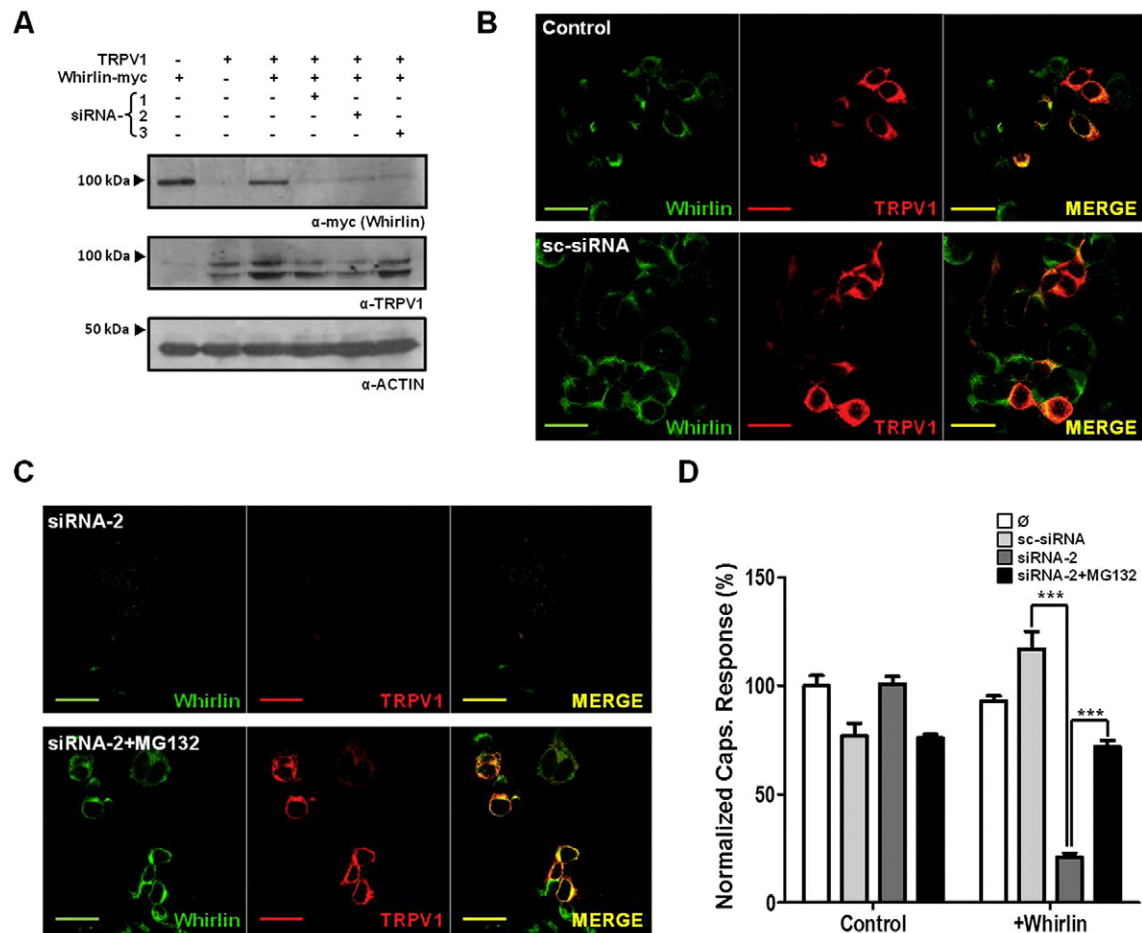 A
TRPV1 - + + + + +
Whirlin-myc + - + + + +
siRNA- 1 - - - + - -
2 - - - - + -
3 - - - - - +
100 kDa
α-myc (Whirlin)
100 kDa
α-TRPV1
50 kDa
α-ACTIN
B
Control
Whirlin TRPV1 MERGE
sc-siRNA
Whirlin TRPV1 MERGE
C
siRNA-2
Whirlin TRPV1 MERGE
siRNA-2+MG132
Whirlin TRPV1 MERGE
D
Ø
sc-siRNA
siRNA-2
siRNA-2+MG132
Normalized Caps. Response (%)
150
100
50
0
***
***
Control +Whirlin